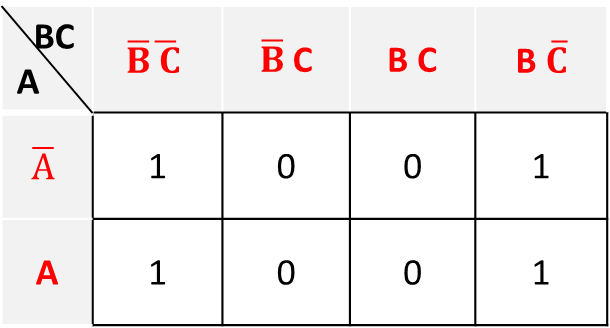 BC
A
B̅ C̅ B̅ C B C B C̅
A̅ 1 0 0 1
A 1 0 0 1